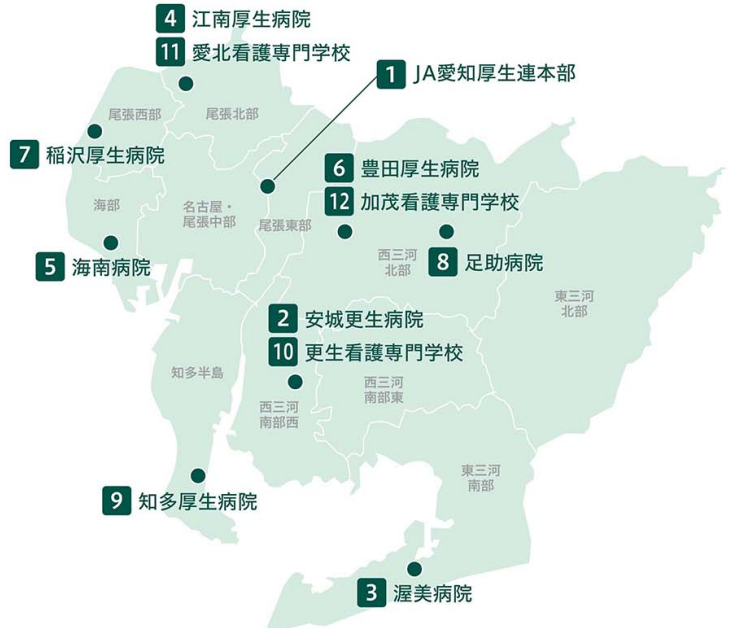 4 江南厚生病院
11 愛北看護専門学校
1 JA愛知厚生連本部
尾張西部
尾張北部
7 稲沢厚生病院
6 豊田厚生病院
12 加茂看護専門学校
海部
名古屋・
尾張中部
尾張東部
5 海南病院
西三河
北部
8 足助病院
東三河
北部
2 安城更生病院
10 更生看護専門学校
知多半島
西三河
南部西
西三河
南部東
東三河
南部
9 知多厚生病院
3 渥美病院